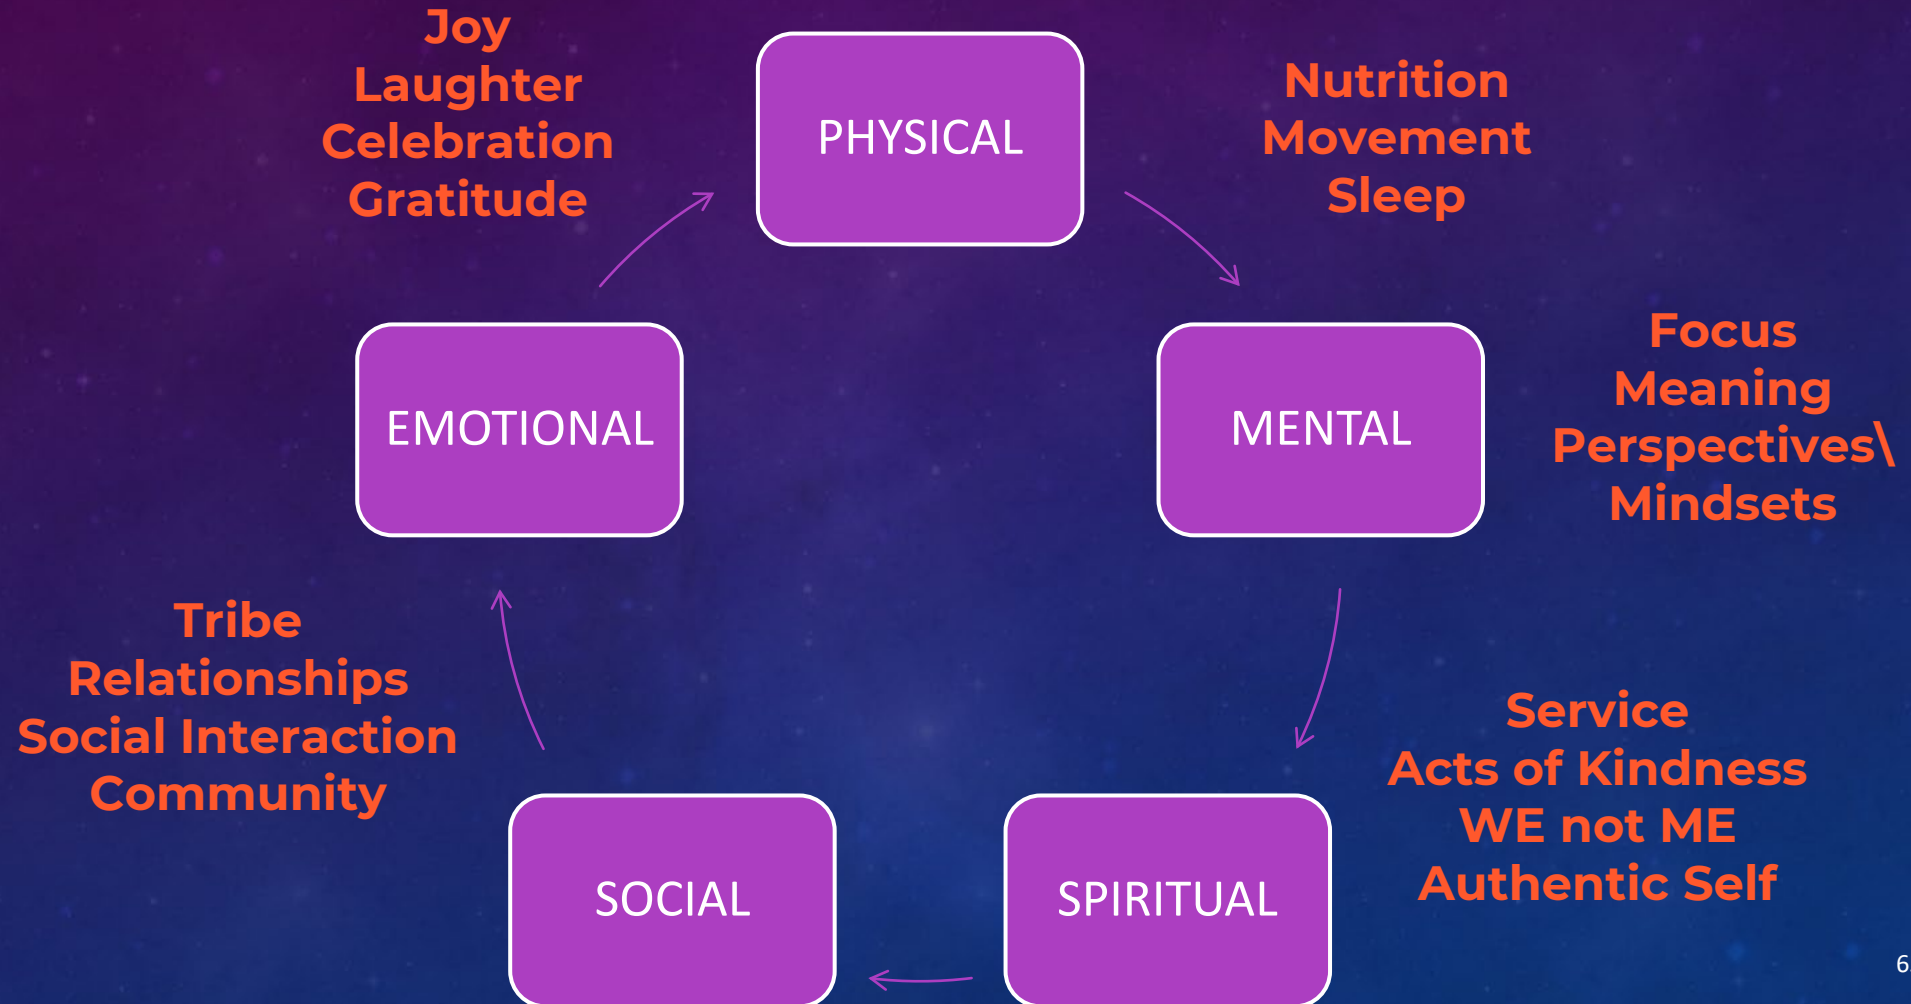 Joy
Laughter
Celebration
Gratitude
PHYSICAL
Nutrition
Movement
Sleep
EMOTIONAL
MENTAL
Focus
Meaning
Perspectives\
Mindsets
Tribe
Relationships
Social Interaction
Community
Service
Acts of Kindness
WE not ME
Authentic Self
SOCIAL
SPIRITUAL